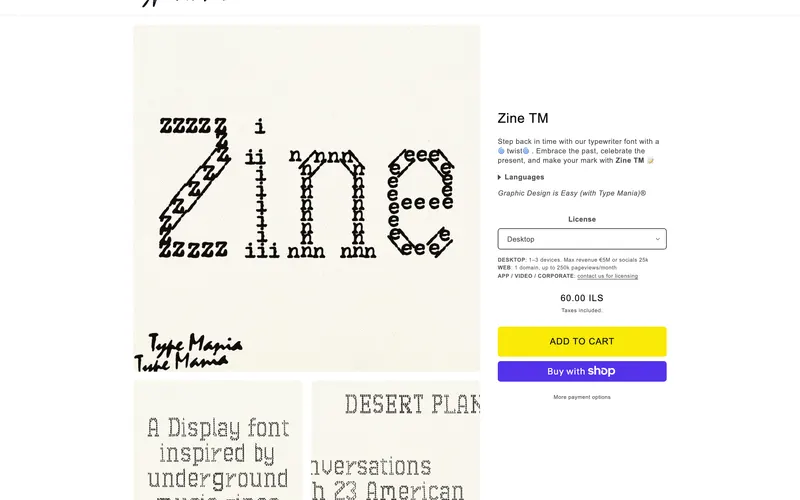 ZZZZZ i
ii n nnn eeee
Z i n n e e
ZZZZZ iii nnn nnn eeee
Type Mania
Type Mania
A Display font
inspired by
underground
DESERT PLAN
nversations
h 23 American
Zine TM
Step back in time with our typewriter font with a
🌀 twist🌀 . Embrace the past, celebrate the
present, and make your mark with Zine TM 📝
Languages
Graphic Design is Easy (with Type Mania)®
License
Desktop
DESKTOP: 1–3 devices. Max revenue €5M or socials 25k
WEB: 1 domain, up to 250k pageviews/month
APP / VIDEO / CORPORATE: contact us for licensing
60.00 ILS
Taxes included.
ADD TO CART
Buy with shop
More payment options